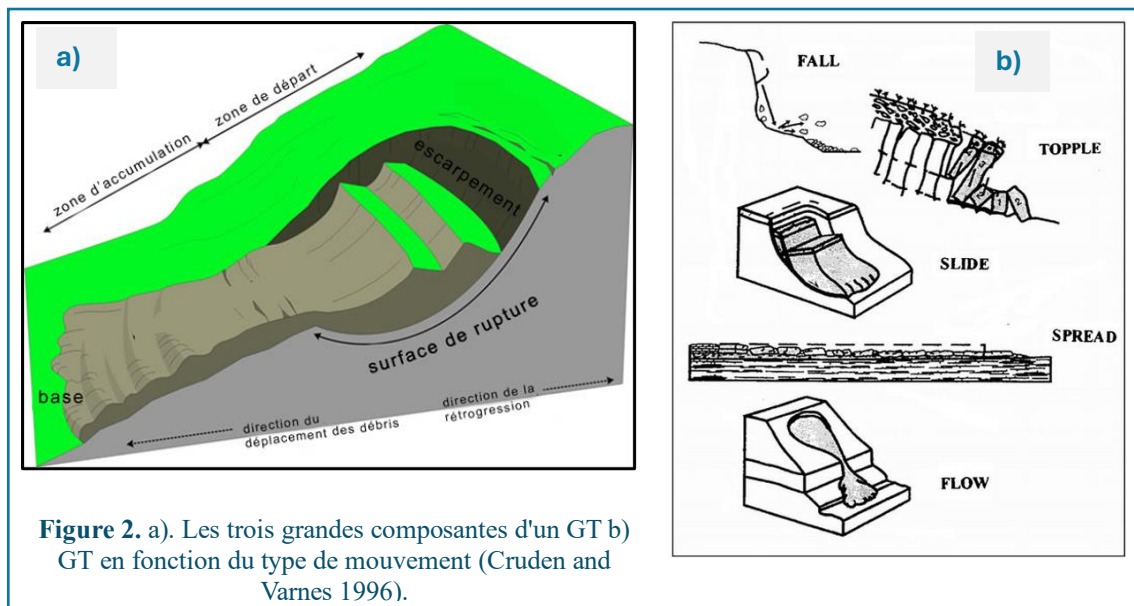 a)
zone de départ
zone d'accumulation
escarpement
surface de rupture
base
direction du
déplacement des débris
direction de la
rétrogression
b)
FALL
TOPPLE
SLIDE
SPREAD
FLOW
Figure 2. a). Les trois grandes composantes d'un GT b)
GT en fonction du type de mouvement (Cruden and
Varnes 1996).